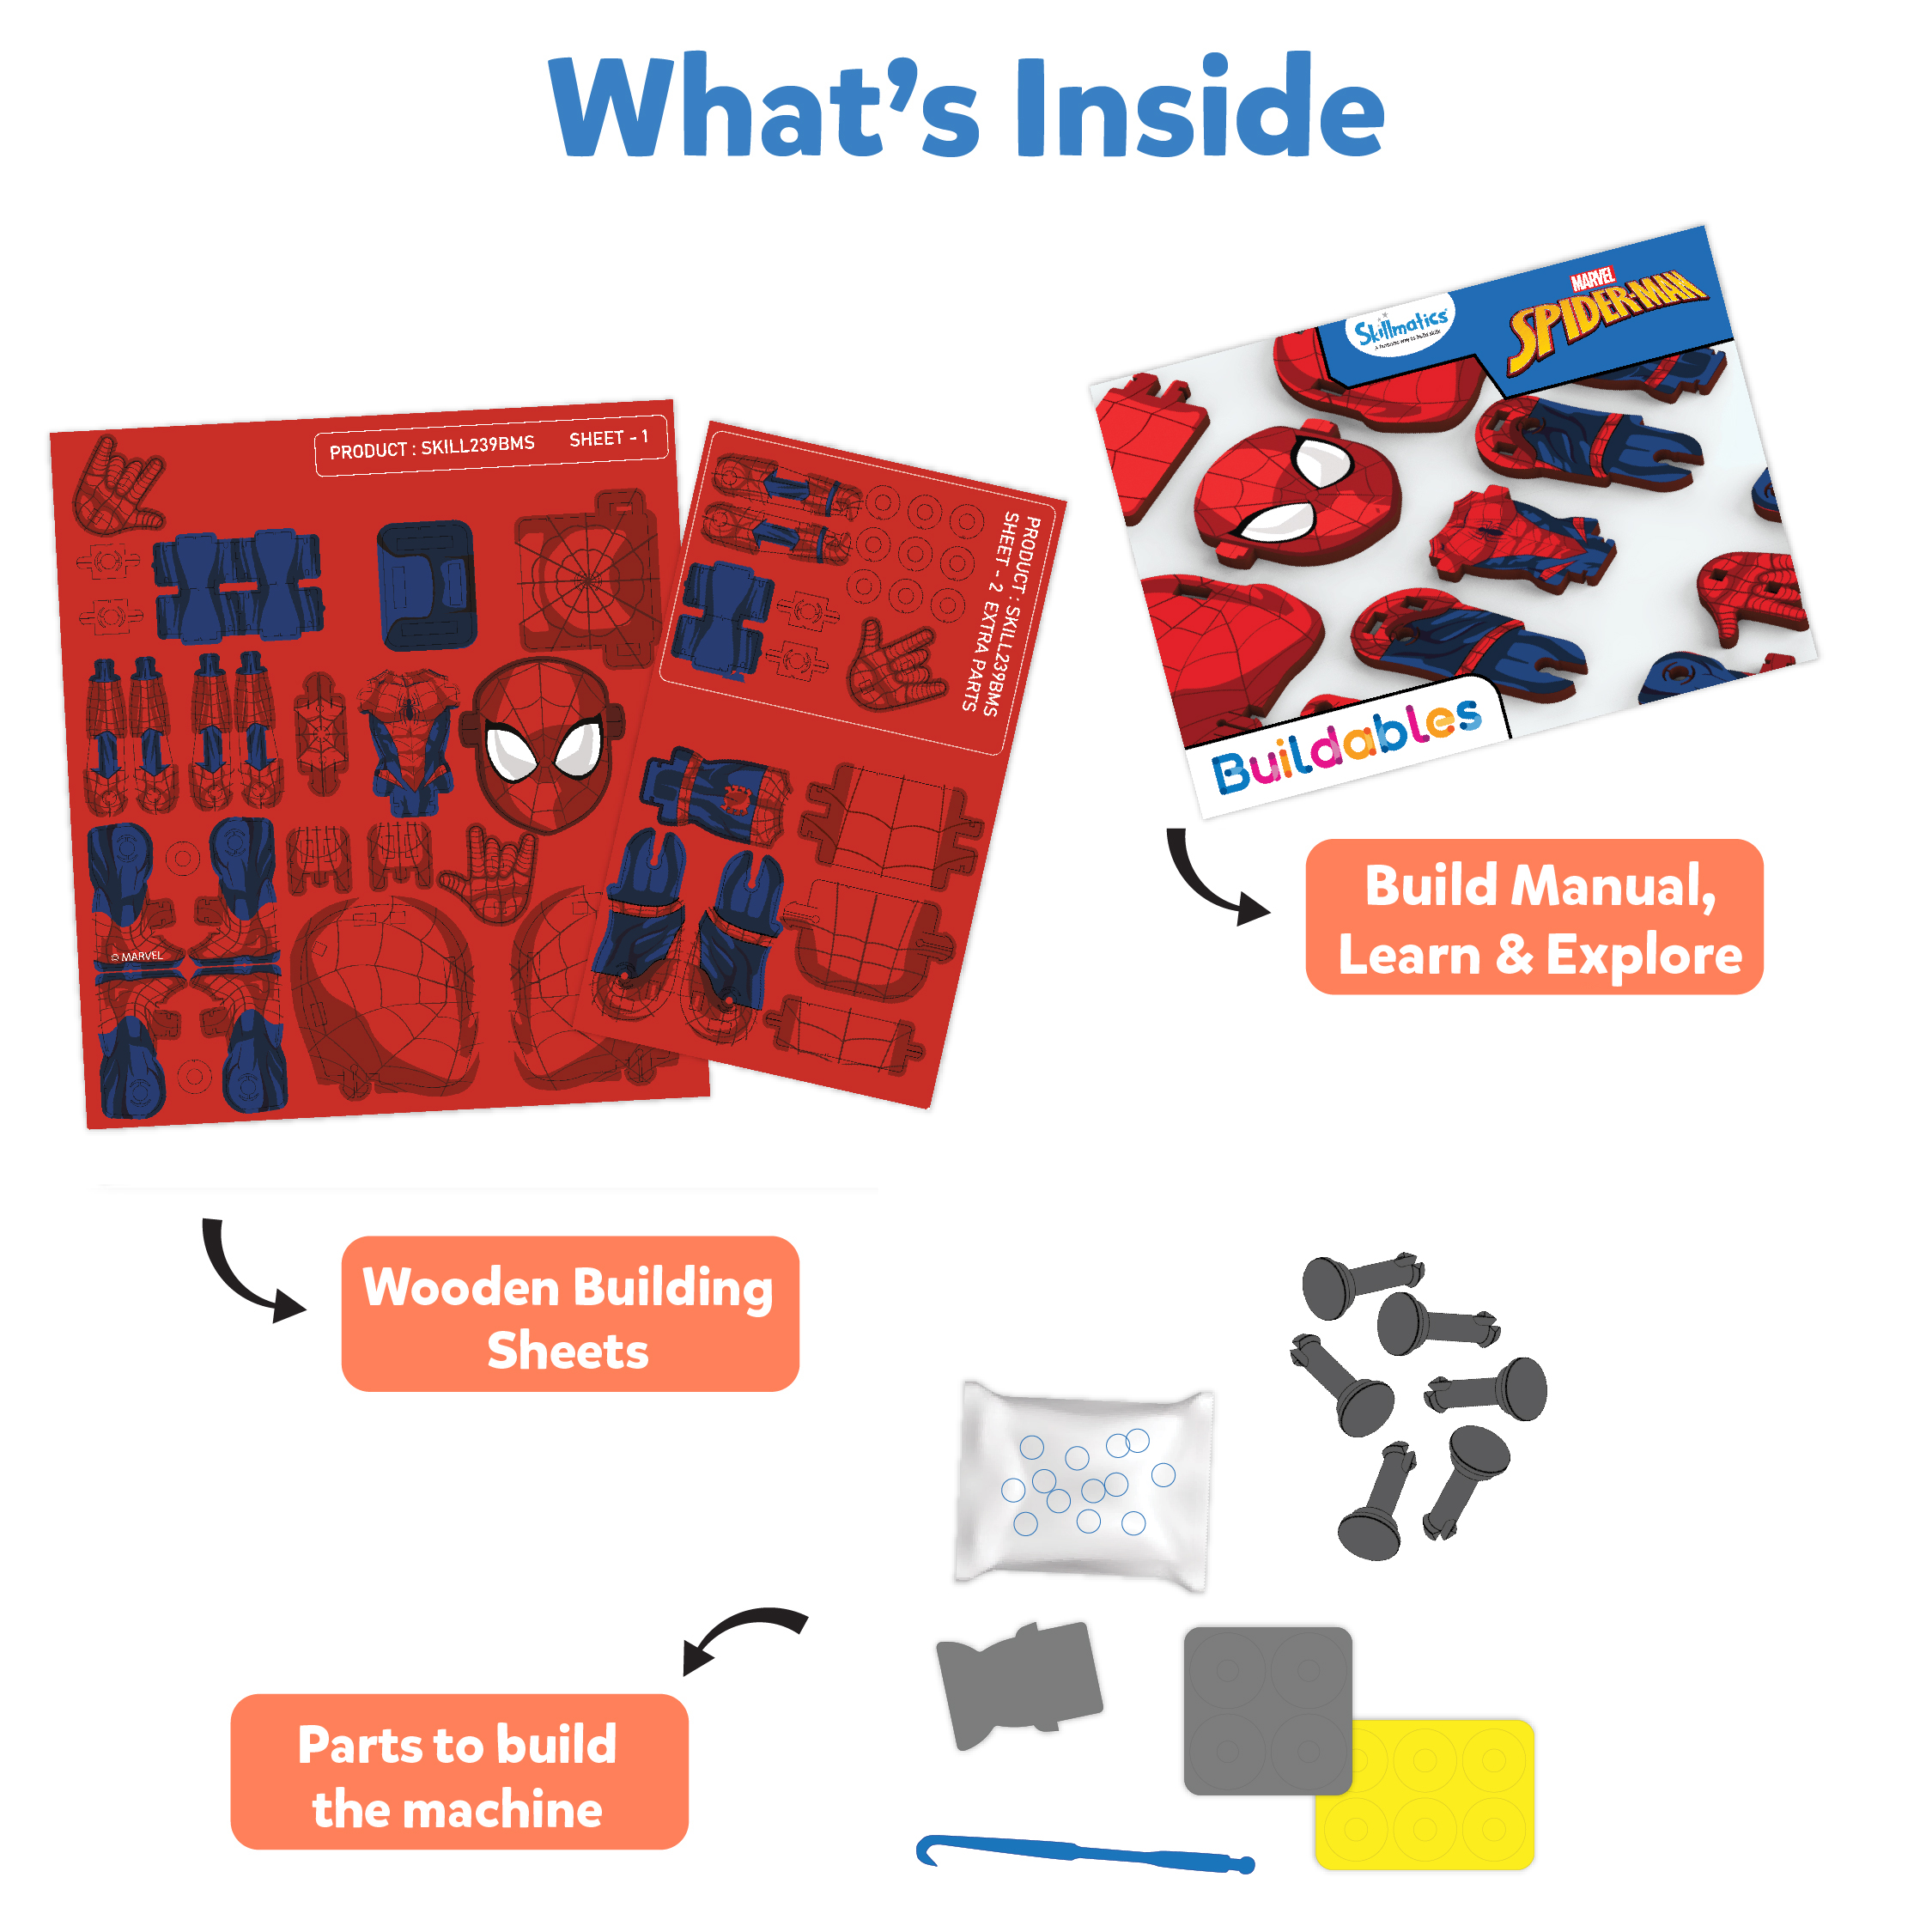 What's Inside
PRODUCT : SKILL239BMS SHEET - 1
© MARVEL
PRODUCT : SKILL239BMS
SHEET - 2 EXTRA PARTS
Skillmatics
MARVEL
SPIDER-MAN
Buildables
Build Manual,
Learn & Explore
Wooden Building
Sheets
Parts to build
the machine